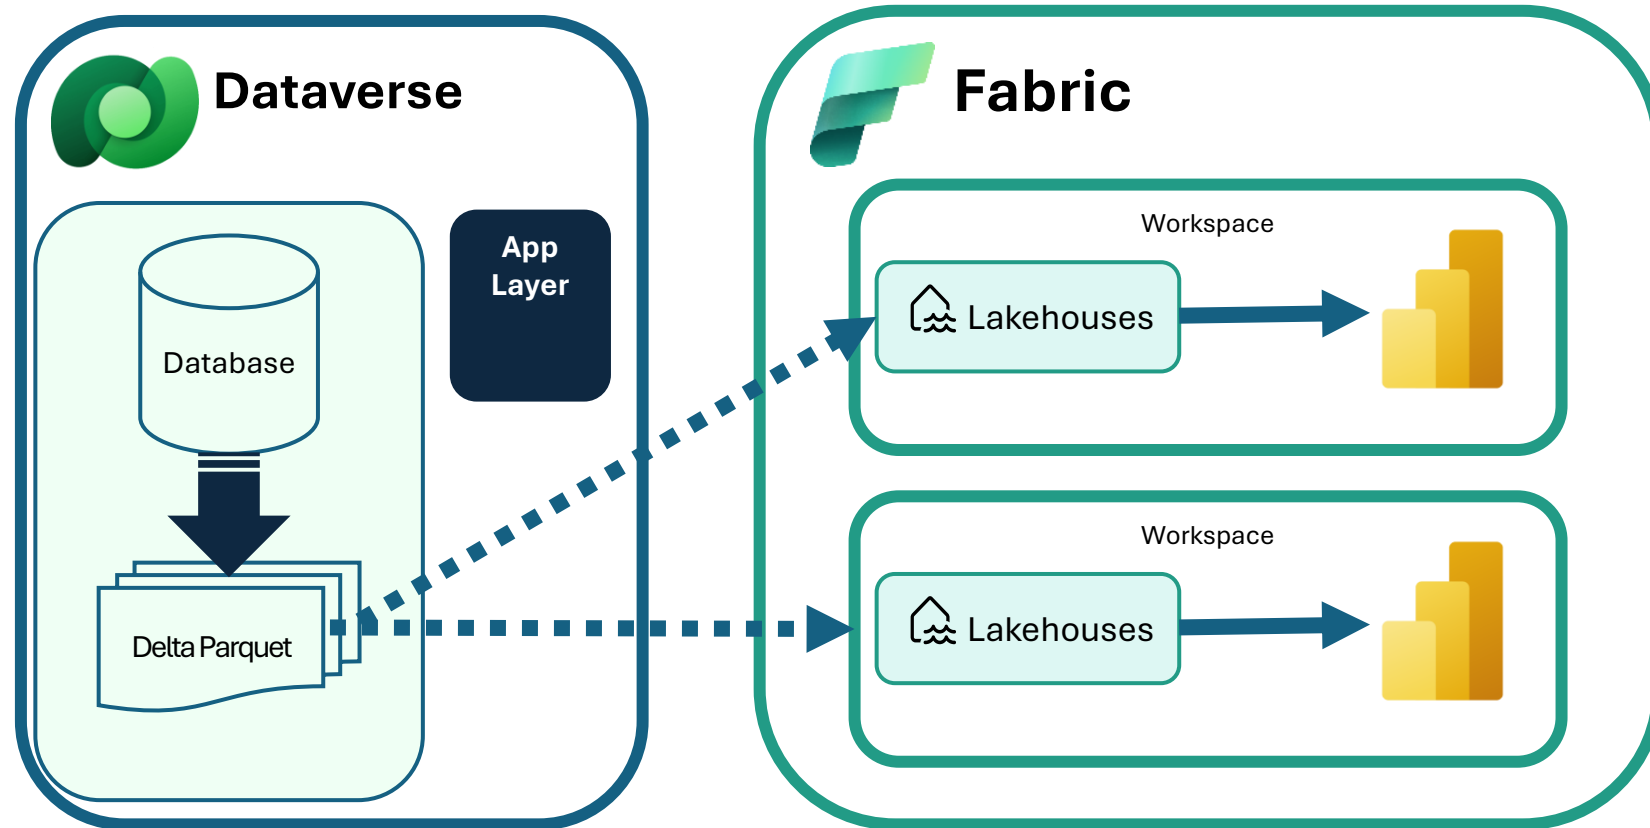 Dataverse
App
Layer
Database
Delta Parquet
Fabric
Workspace
Lakehouses
Workspace
Lakehouses